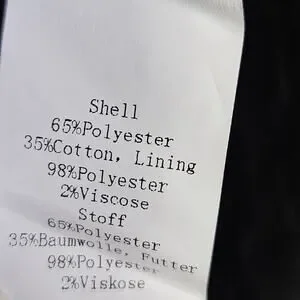 Shell
65%Polyester
35%Cotton, Lining
98%Polyester
2%Viscose
Stoff
65%Polyester
35%Baumwolle, Futter
98%Polyester
2%Viskose